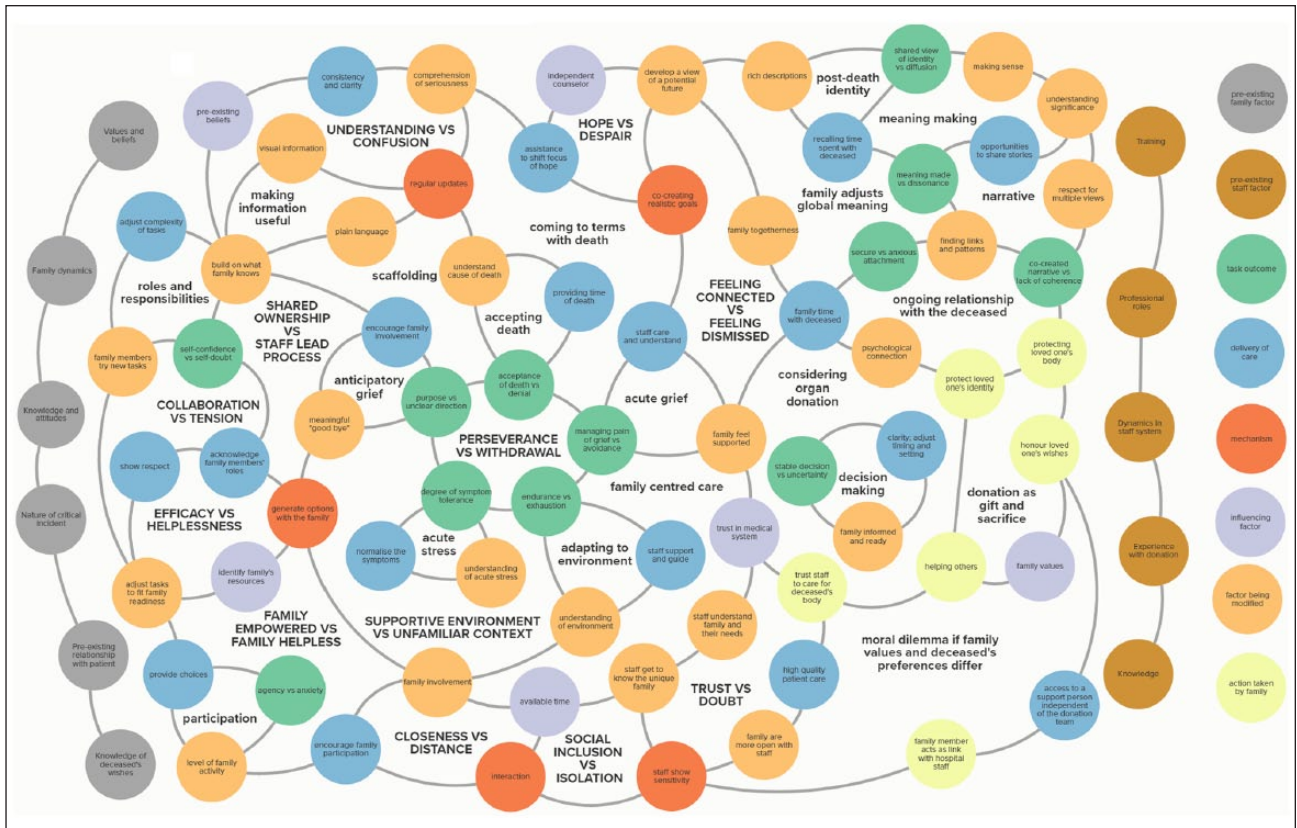 consistency
and clarity
comprehension
of seriousness
independent
counselor
develop a view
of a potential
future
rich descriptions
post-death
identity
shared view
of identity
vs diffusion
making sense
understanding
significance
pre-existing
family factor
Values and
beliefs
pre-existing
beliefs
visual information
UNDERSTANDING VS
CONFUSION
HOPE VS
DESPAIR
assistance
to shift focus
of hope
recalling time
spent with
deceased
meaning making
opportunities
to share stories
Training
pre-existing
staff factor
making
information
useful
regular updates
co-creating
realistic goals
meaning made
vs dissonance
family adjusts
global meaning
narrative
respect for
multiple views
adjust complexity
of tasks
plain language
coming to terms
with death
family togetherness
secure vs anxious
attachment
finding links
and patterns
co-created
narrative vs
lack of coherence
task outcome
Family dynamics
build on what
family knows
scaffolding
understand
cause of death
roles and
responsibilities
providing time
of death
FEELING
CONNECTED
VS
FEELING
DISMISSED
family time
with deceased
ongoing relationship
with the deceased
Professional
roles
SHARED
OWNERSHIP
VS
STAFF LEAD
PROCESS
encourage family
involvement
accepting
death
staff care
and understand
psychological
connection
protecting
loved one's
body
delivery of
care
family members
by new tasks
self-confidence
vs self-doubt
anticipatory
grief
purpose vs
unclear direction
acceptance
of death vs
denial
acute grief
considering
organ
donation
protect loved
one's identity
Knowledge and
attitudes
COLLABORATION
VS TENSION
meaningful
"good bye"
PERSEVERANCE
VS WITHDRAWAL
managing pain
of grief vs
avoidance
family feel
supported
clarity; adjust
timing and
setting
honour loved
one's wishes
Dynamics in
staff system
mechanism
show respect
acknowledge
family members'
roles
stable decision
vs uncertainty
decision
making
EFFICACY VS
HELPLESSNESS
generate options
with the family
degree of symptom
tolerance
endurance vs
exhaustion
family centred care
trust in medical
system
family informed
and ready
donation as
gift and
sacrifice
influencing
factor
Nature of critical
incident
acute
stress
normalise the
symptoms
understanding
of acute stress
adapting to
environment
staff support
and guide
Experience
with donation
identify family's
resources
adjust tasks
to fit family
readiness
trust staff
to care for
deceased's
body
helping others
family values
factor being
modified
FAMILY
EMPOWERED VS
FAMILY HELPLESS
SUPPORTIVE ENVIRONMENT
VS UNFAMILIAR CONTEXT
understanding
of environment
staff understand
family and
their needs
moral dilemma if family
values and deceased's
preferences differ
Pre-existing
relationship
with patient
provide choices
agency vs anxiety
family involvement
available time
staff get to
know the unique
family
TRUST VS
DOUBT
high quality
patient care
Knowledge
action taken
by family
participation
access to a
support person
independent
of the donation
team
Knowledge of
deceased's
wishes
level of family
activity
encourage family
participation
CLOSENESS VS
DISTANCE
interaction
SOCIAL
INCLUSION
VS
ISOLATION
staff show
sensitivity
family are
more open with
staff
family member
acts as link
with hospital
staff